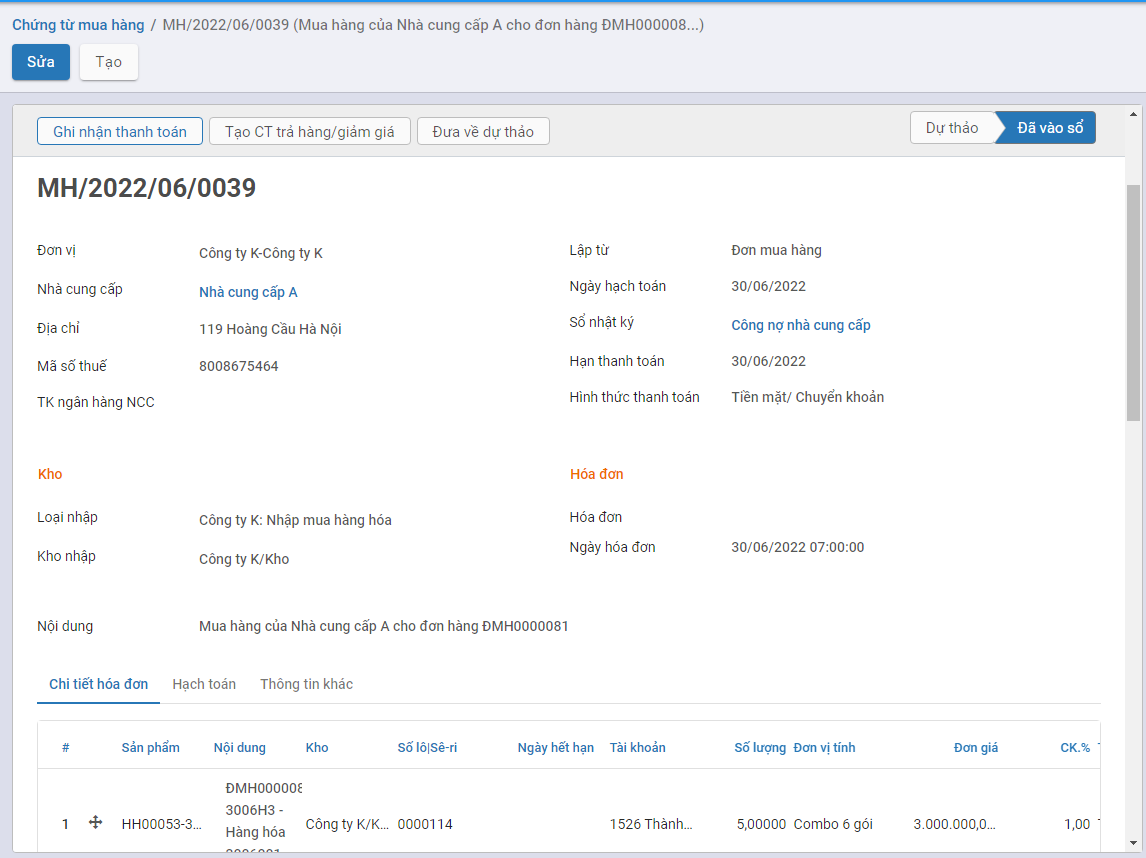 Chứng từ mua hàng / MH/2022/06/0039 (Mua hàng của Nhà cung cấp A cho đơn hàng ĐMH000008...)
Sửa Tạo
Ghi nhận thanh toán Tạo CT trả hàng/giảm giá Đưa về dự thảo Dự thảo Đã vào sổ
MH/2022/06/0039
Đơn vị Công ty K-Công ty K Lập từ Đơn mua hàng
Nhà cung cấp Nhà cung cấp A Ngày hạch toán 30/06/2022
Địa chỉ 119 Hoàng Cầu Hà Nội Sổ nhật ký Công nợ nhà cung cấp
Mã số thuế 8008675464 Hạn thanh toán 30/06/2022
TK ngân hàng NCC Hình thức thanh toán Tiền mặt/ Chuyển khoản
Kho Hóa đơn
Loại nhập Công ty K: Nhập mua hàng hóa Hóa đơn
Kho nhập Công ty K/Kho Ngày hóa đơn 30/06/2022 07:00:00
Nội dung Mua hàng của Nhà cung cấp A cho đơn hàng ĐMH0000081
Chi tiết hóa đơn Hạch toán Thông tin khác
# Sản phẩm Nội dung Kho Số lô|Sê-ri Ngày hết hạn Tài khoản Số lượng Đơn vị tính Đơn giá CK.%
ĐMH000008
3006H3 -
1 HH00053-3... Hàng hóa Công ty K/K... 0000114 1526 Thành... 5,00000 Combo 6 gói 3.000.000,0... 1,00